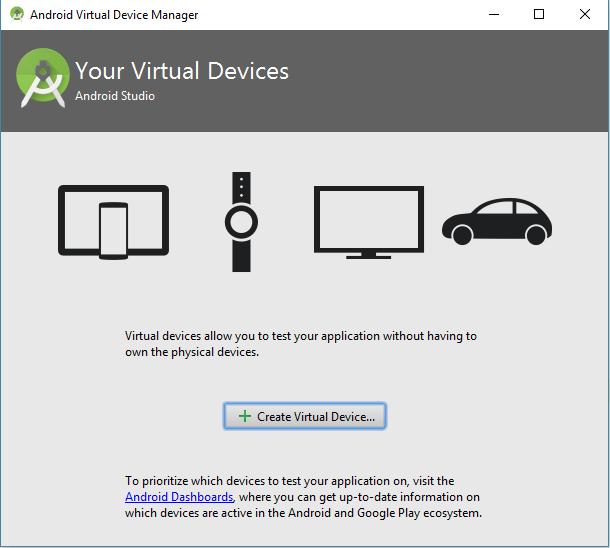 Android Virtual Device Manager
Your Virtual Devices
Android Studio
Virtual devices allow you to test your application without having to
own the physical devices.
Create Virtual Device...
To prioritize which devices to test your application on, visit the
Android Dashboards, where you can get up-to-date information on
which devices are active in the Android and Google Play ecosystem.